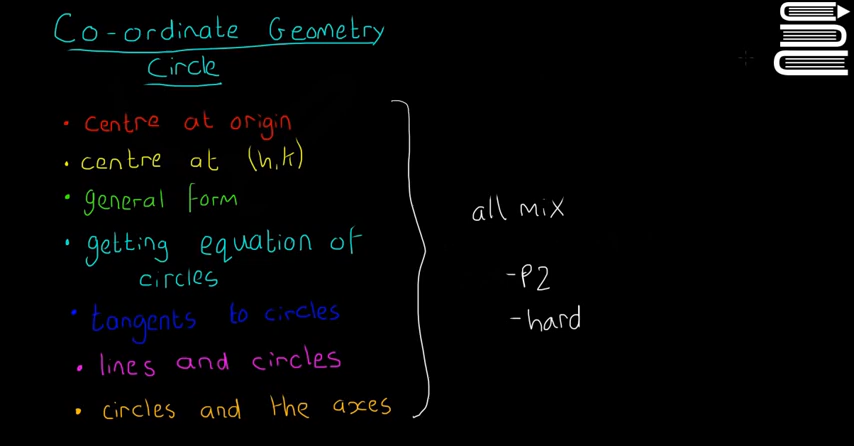 Co-ordinate Geometry
Circle
• centre at origin
• centre at (h,k)
• general form
• getting equation of
circles
• tangents to circles
• lines and circles
• circles and the axes
all mix
- P2
- hard